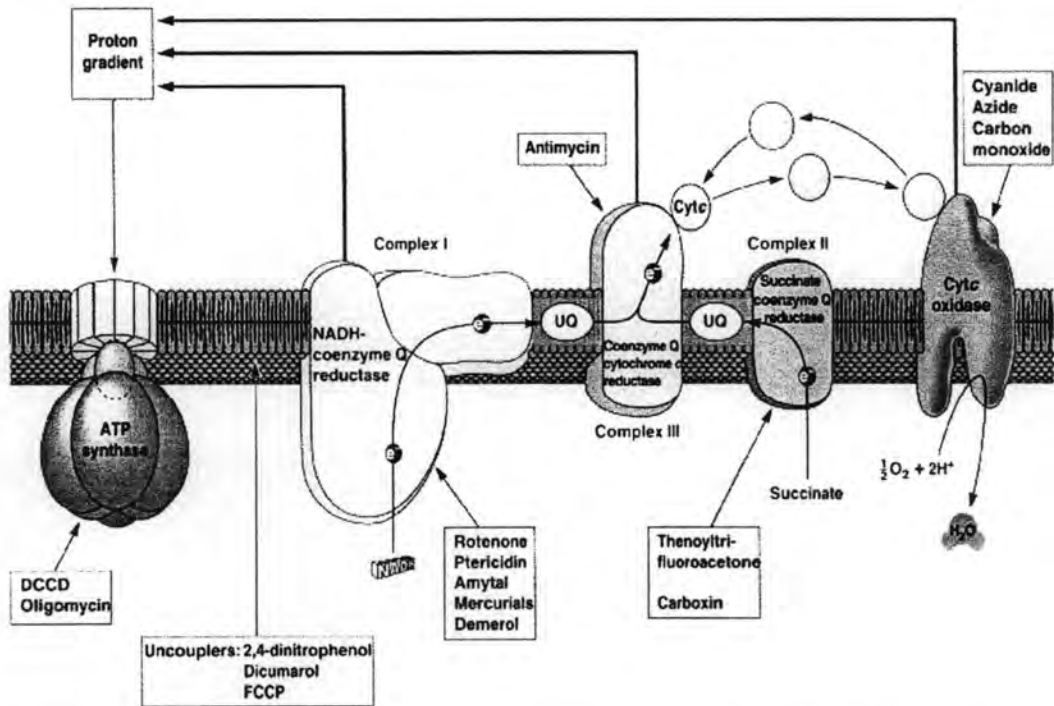 Proton
gradient
Cyanide
Azide
Carbon
monoxide
Antimycin
Cytc
Complex I
Complex II
Succinate
coenzyme Q
reductase
Cytc
oxidase
NADH-
coenzyme Q
reductase
e⁻
UQ
e⁻
UQ
Coenzyme Q
cytochrome c
reductase
e⁻
ATP
synthase
Complex III
e⁻
½O₂ + 2H⁺
Succinate
H₂O
DCCD
Oligomycin
Rotenone
Ptericidin
Amytal
Mercurials
Demerol
Thenoyltri-
fluoroacetone
Carboxin
Uncouplers: 2,4-dinitrophenol
Dicumarol
FCCP